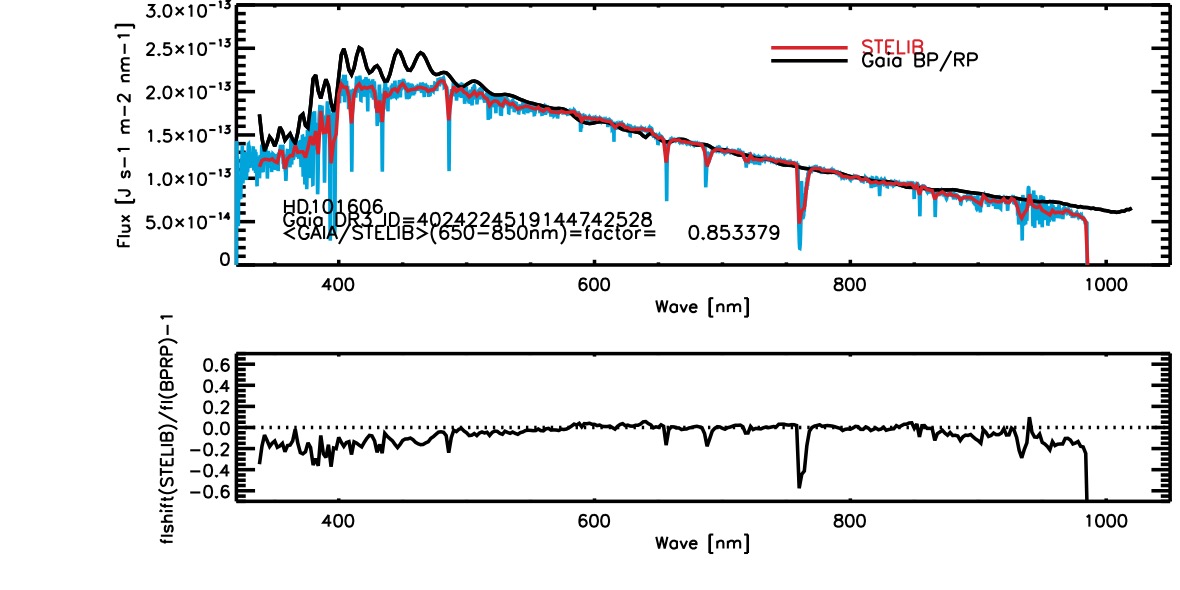 3.0×10−13
2.5×10−13
2.0×10−13
1.5×10−13
1.0×10−13
5.0×10−14
0
Flux [J s−1 m−2 nm−1]
STELIB
Gaia BP/RP
HD101606
Gaia DR3 ID=4024224519144742528
<GAIA/STELIB>(650−850nm)=factor= 0.853379
400 600 800 1000
Wave [nm]
0.6
0.4
0.2
0.0
−0.2
−0.4
−0.6
flshift(STELIB)/fl(BPRP)−1
400 600 800 1000
Wave [nm]